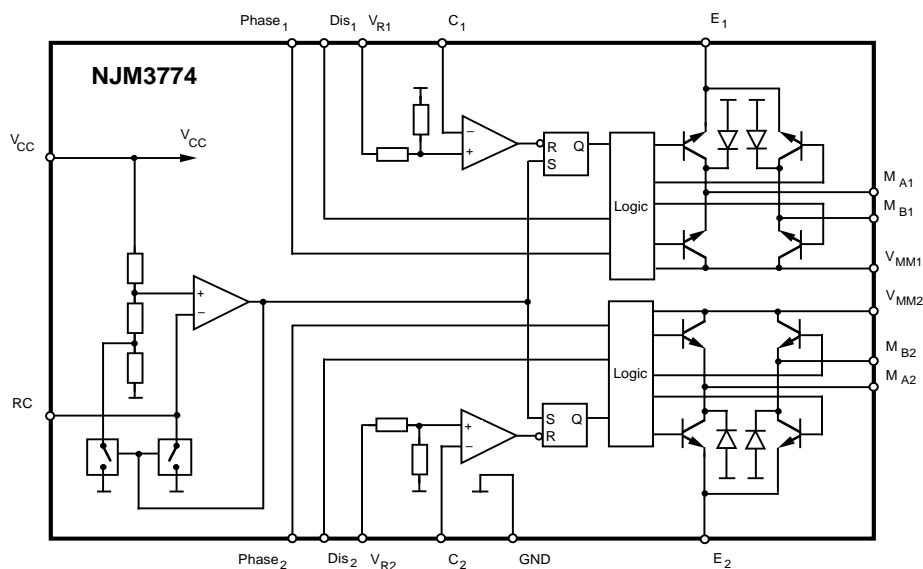 Phase1 Dis1 VR1 C1 E1
NJM3774
VCC VCC
− +
R Q
S
Logic
MA1
MB1
VMM1
+
−
VMM2
MB2
MA2
Logic
RC
S Q
R
+
−
Phase2 Dis2 VR2 C2 GND E2